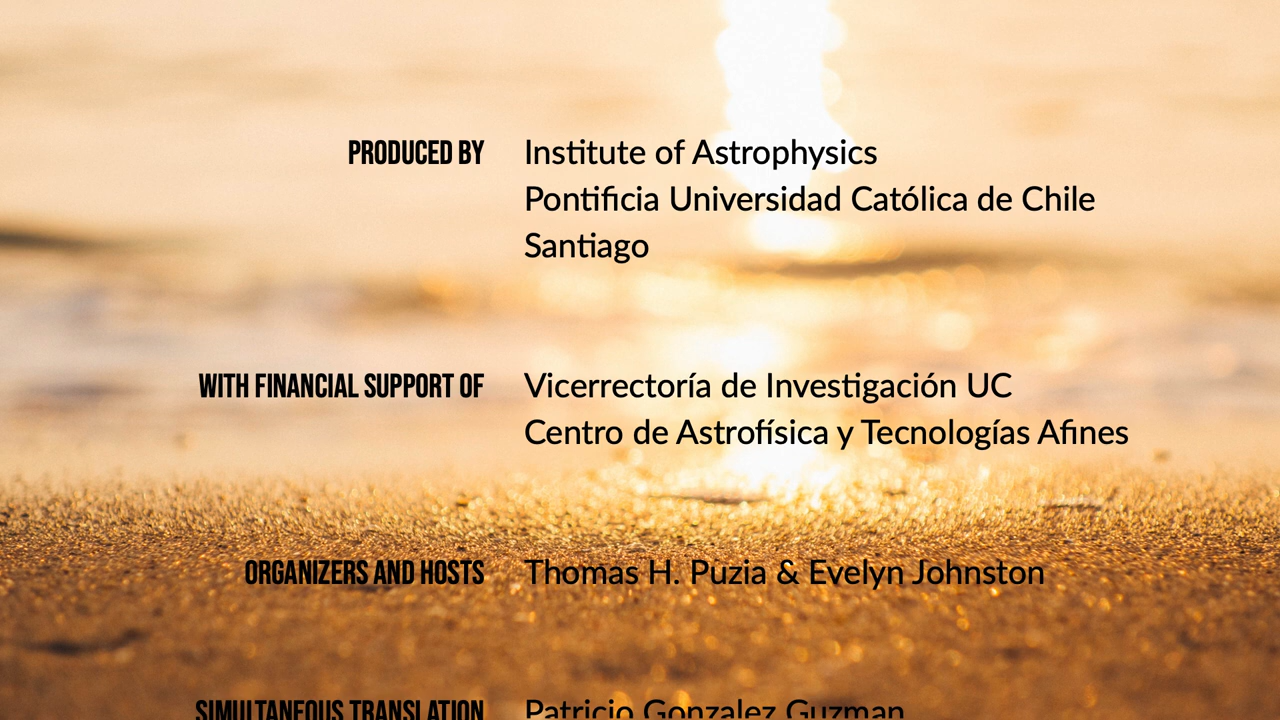 PRODUCED BY Institute of Astrophysics
Pontificia Universidad Católica de Chile
Santiago
WITH FINANCIAL SUPPORT OF Vicerrectoría de Investigación UC
Centro de Astrofísica y Tecnologías Afines
ORGANIZERS AND HOSTS Thomas H. Puzia & Evelyn Johnston
SIMULTANEOUS TRANSLATION Patricio Gonzalez Guzman